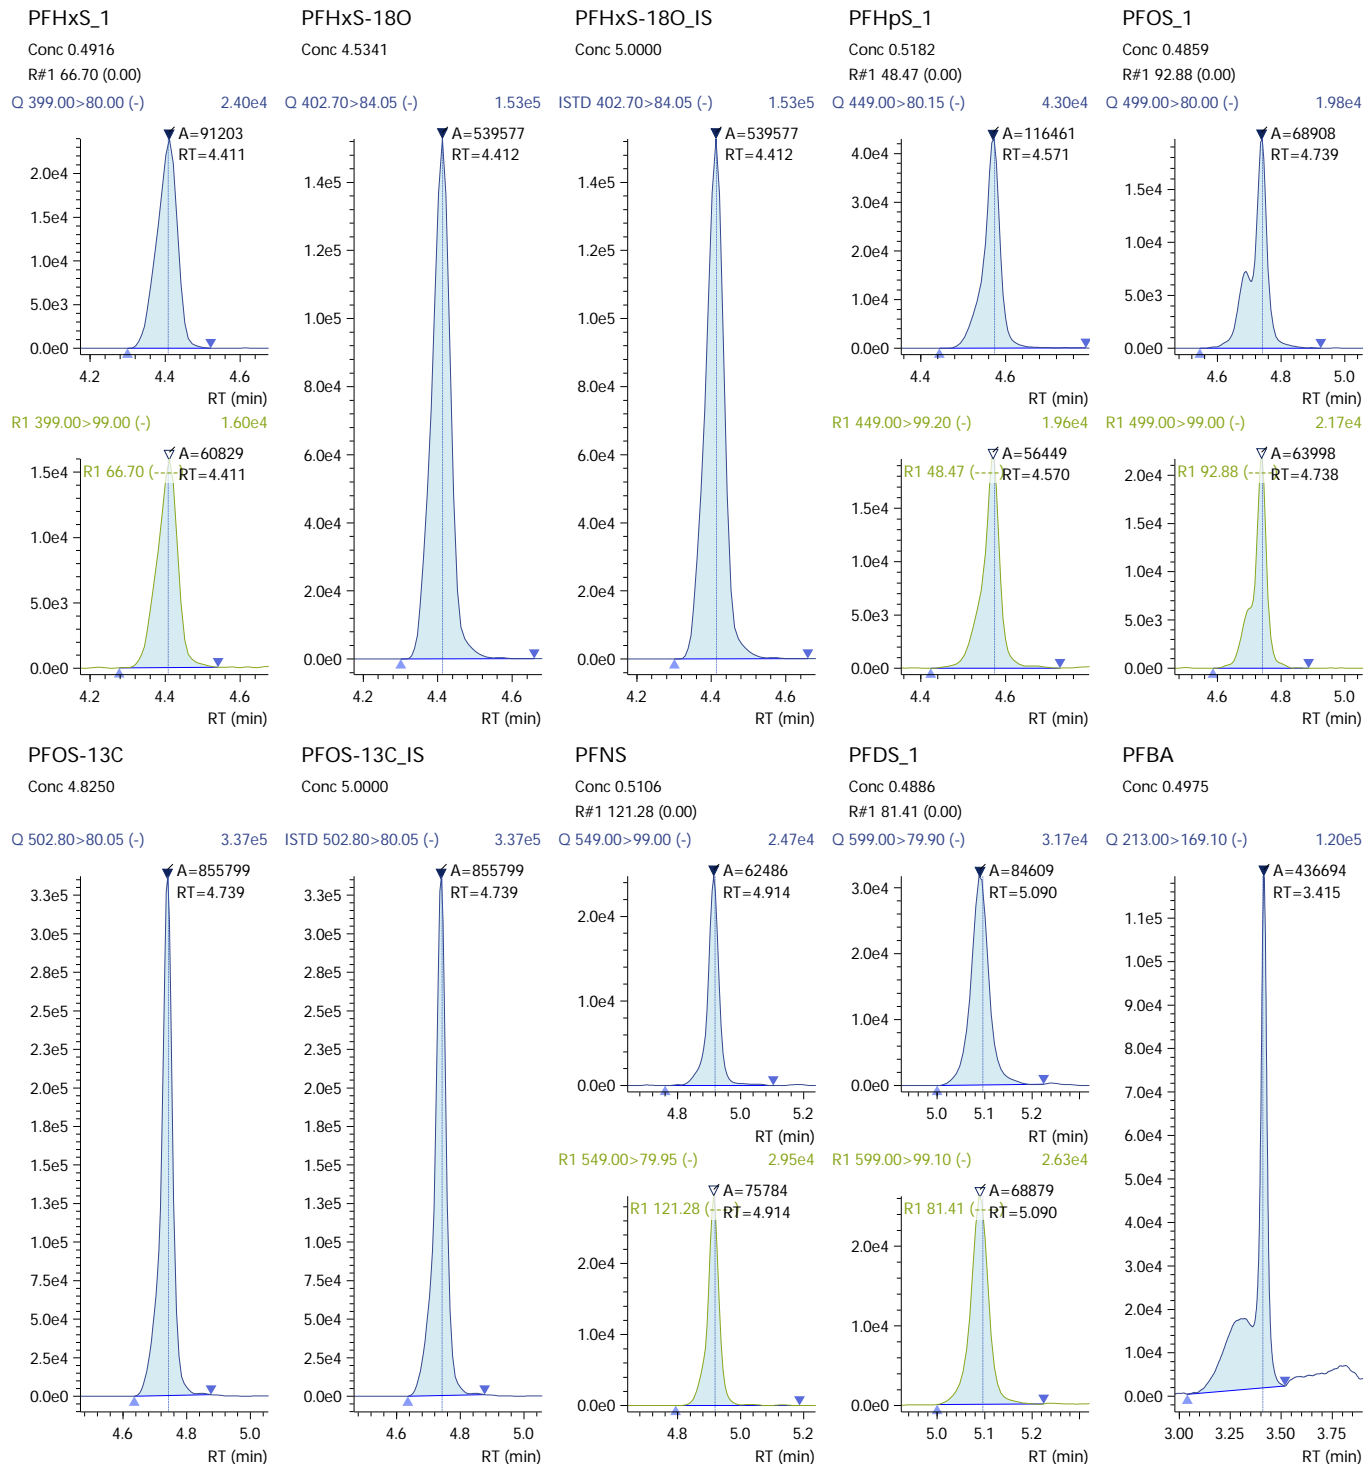 PFHxS_1
Conc 0.4916
R#1 66.70 (0.00)
Q 399.00>80.00 (-) 2.40e4
A=91203
RT=4.411
2.0e4
1.5e4
1.0e4
5.0e3
0.0e0
4.2 4.4 4.6
RT (min)
R1 399.00>99.00 (-) 1.60e4
A=60829
R1 66.70 (----)
RT=4.411
1.5e4
1.0e4
5.0e3
0.0e0
4.2 4.4 4.6
RT (min)
PFHxS-18O
Conc 4.5341
Q 402.70>84.05 (-) 1.53e5
A=539577
RT=4.412
1.4e5
1.2e5
1.0e5
8.0e4
6.0e4
4.0e4
2.0e4
0.0e0
4.2 4.4 4.6
RT (min)
PFHxS-18O_IS
Conc 5.0000
ISTD 402.70>84.05 (-) 1.53e5
A=539577
RT=4.412
1.4e5
1.2e5
1.0e5
8.0e4
6.0e4
4.0e4
2.0e4
0.0e0
4.2 4.4 4.6
RT (min)
PFHpS_1
Conc 0.5182
R#1 48.47 (0.00)
Q 449.00>80.15 (-) 4.30e4
A=116461
RT=4.571
4.0e4
3.0e4
2.0e4
1.0e4
0.0e0
4.4 4.6
RT (min)
R1 449.00>99.20 (-) 1.96e4
A=56449
R1 48.47 (----)
RT=4.570
1.5e4
1.0e4
5.0e3
0.0e0
4.4 4.6
RT (min)
PFOS_1
Conc 0.4859
R#1 92.88 (0.00)
Q 499.00>80.00 (-) 1.98e4
A=68908
RT=4.739
1.5e4
1.0e4
5.0e3
0.0e0
4.6 4.8 5.0
RT (min)
R1 499.00>99.00 (-) 2.17e4
A=63998
R1 92.88 (----)
RT=4.738
2.0e4
1.5e4
1.0e4
5.0e3
0.0e0
4.6 4.8 5.0
RT (min)
PFOS-13C
Conc 4.8250
Q 502.80>80.05 (-) 3.37e5
A=855799
RT=4.739
3.3e5
3.0e5
2.8e5
2.5e5
2.3e5
2.0e5
1.8e5
1.5e5
1.3e5
1.0e5
7.5e4
5.0e4
2.5e4
0.0e0
4.6 4.8 5.0
RT (min)
PFOS-13C_IS
Conc 5.0000
ISTD 502.80>80.05 (-) 3.37e5
A=855799
RT=4.739
3.3e5
3.0e5
2.8e5
2.5e5
2.3e5
2.0e5
1.8e5
1.5e5
1.3e5
1.0e5
7.5e4
5.0e4
2.5e4
0.0e0
4.6 4.8 5.0
RT (min)
PFNS
Conc 0.5106
R#1 121.28 (0.00)
Q 549.00>99.00 (-) 2.47e4
A=62486
RT=4.914
2.0e4
1.0e4
0.0e0
4.8 5.0 5.2
RT (min)
R1 549.00>79.95 (-) 2.95e4
A=75784
R1 121.28 (----)
RT=4.914
2.0e4
1.0e4
0.0e0
4.8 5.0 5.2
RT (min)
PFDS_1
Conc 0.4886
R#1 81.41 (0.00)
Q 599.00>79.90 (-) 3.17e4
A=84609
RT=5.090
3.0e4
2.0e4
1.0e4
0.0e0
5.0 5.1 5.2
RT (min)
R1 599.00>99.10 (-) 2.63e4
A=68879
R1 81.41 (----)
RT=5.090
2.0e4
1.0e4
0.0e0
5.0 5.1 5.2
RT (min)
PFBA
Conc 0.4975
Q 213.00>169.10 (-) 1.20e5
A=436694
RT=3.415
1.1e5
1.0e5
9.0e4
8.0e4
7.0e4
6.0e4
5.0e4
4.0e4
3.0e4
2.0e4
1.0e4
0.0e0
3.00 3.25 3.50 3.75
RT (min)